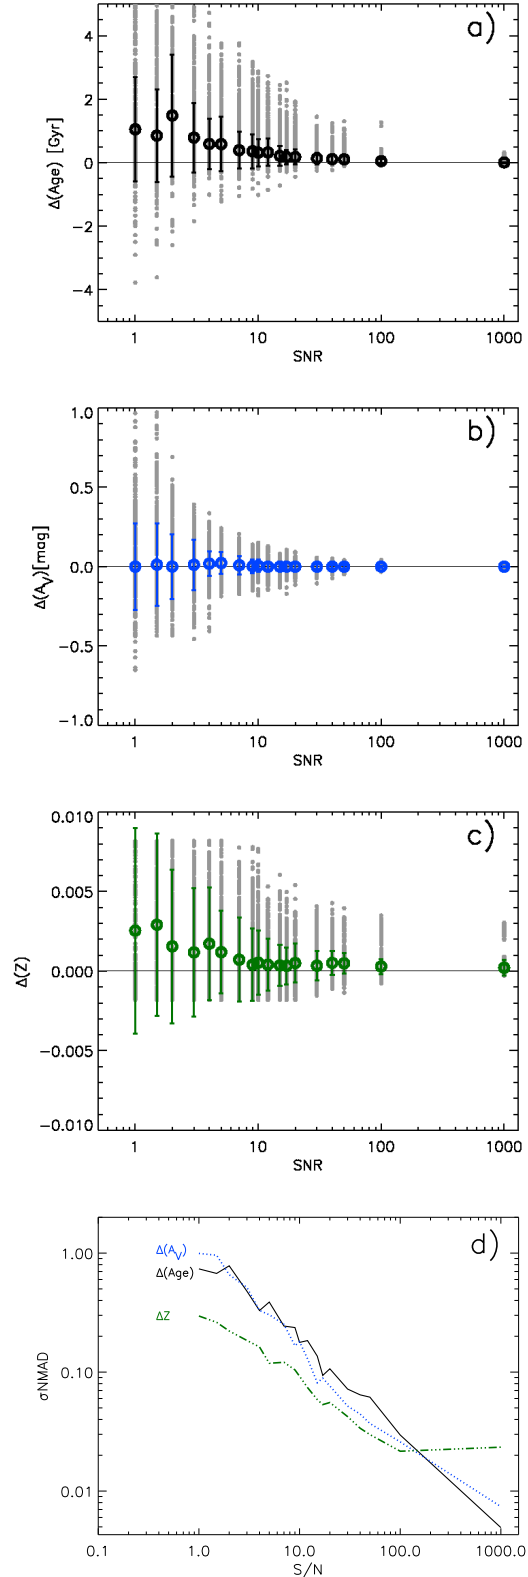 a)
4
2
0
−2
−4
Δ(Age) [Gyr]
1 10 100 1000
SNR
b)
1.0
0.5
0.0
−0.5
−1.0
Δ(A_V)[mag]
1 10 100 1000
SNR
c)
0.010
0.005
0.000
−0.005
−0.010
Δ(Z)
1 10 100 1000
SNR
d)
Δ(A_V)
Δ(Age)
ΔZ
1.00
0.10
0.01
σNMAD
0.1 1.0 10.0 100.0 1000.0
S/N